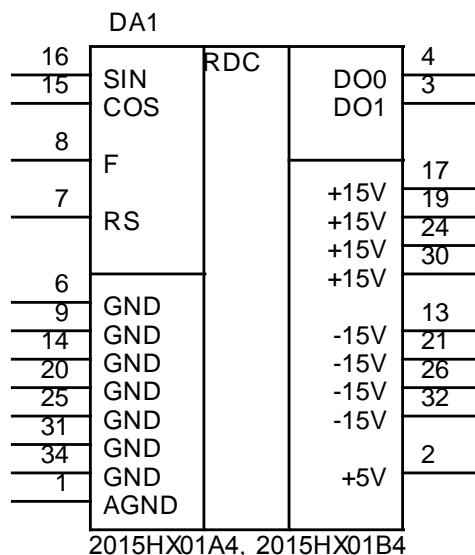 DA1
RDC
16 SIN
15 COS
8 F
7 RS
6 GND
9 GND
14 GND
20 GND
25 GND
31 GND
34 GND
1 AGND
DO0 4
DO1 3
+15V 17
+15V 19
+15V 24
+15V 30
-15V 13
-15V 21
-15V 26
-15V 32
+5V 2
2015HX01A4, 2015HX01B4